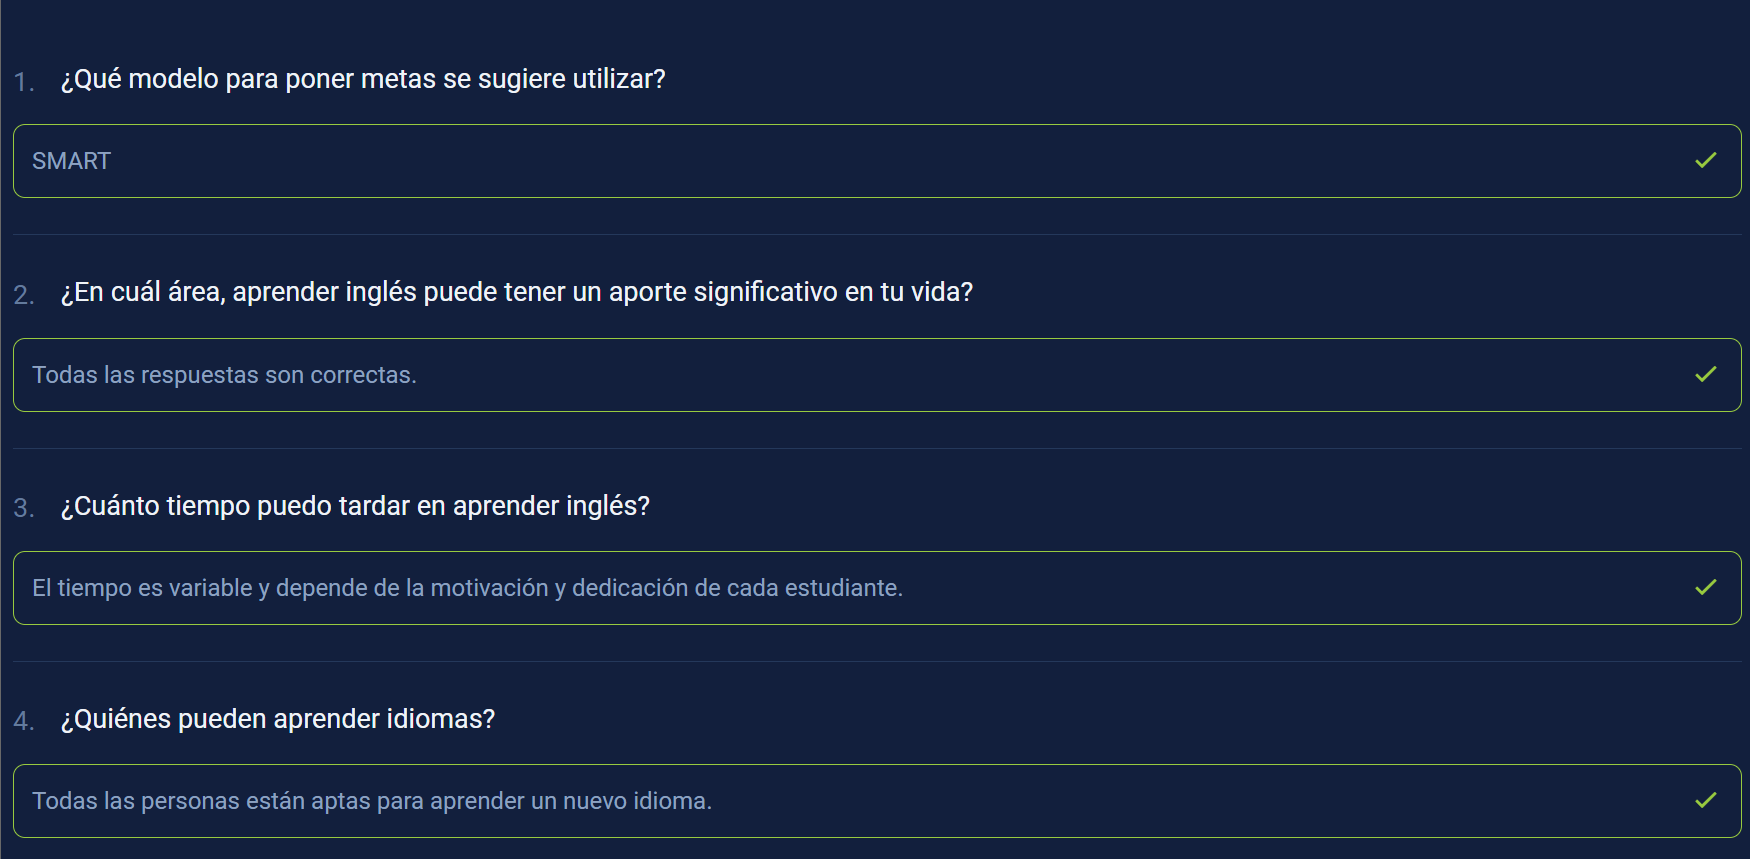 1. ¿Qué modelo para poner metas se sugiere utilizar?
SMART
2. ¿En cuál área, aprender inglés puede tener un aporte significativo en tu vida?
Todas las respuestas son correctas.
3. ¿Cuánto tiempo puedo tardar en aprender inglés?
El tiempo es variable y depende de la motivación y dedicación de cada estudiante.
4. ¿Quiénes pueden aprender idiomas?
Todas las personas están aptas para aprender un nuevo idioma.